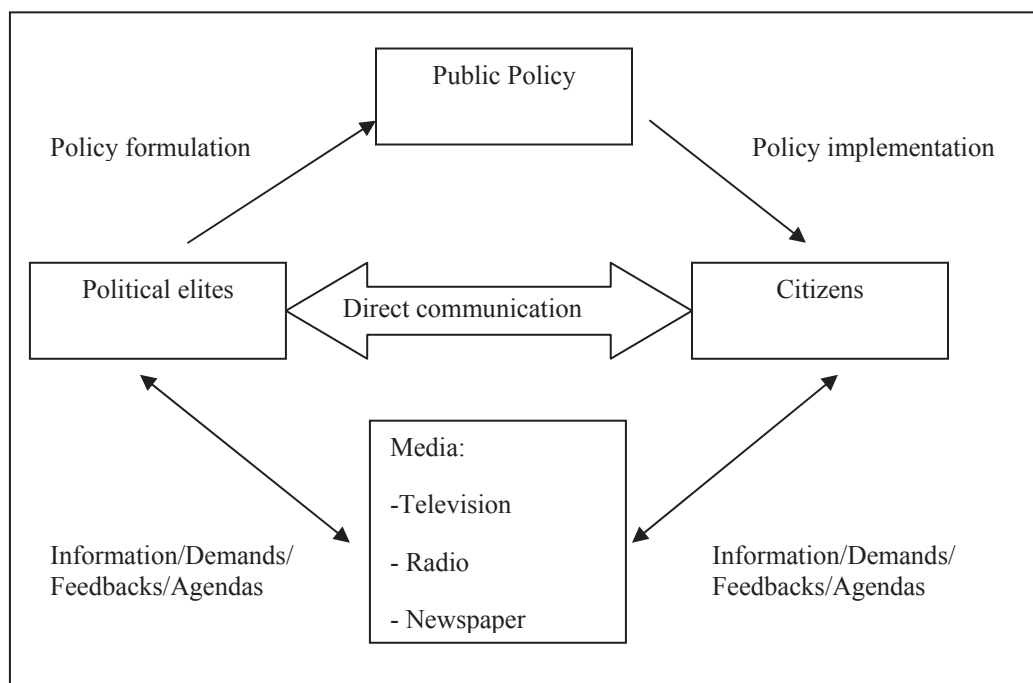 Public Policy
Policy formulation
Policy implementation
Political elites
Direct communication
Citizens
Media:
-Television
- Radio
- Newspaper
Information/Demands/
Feedbacks/Agendas
Information/Demands/
Feedbacks/Agendas